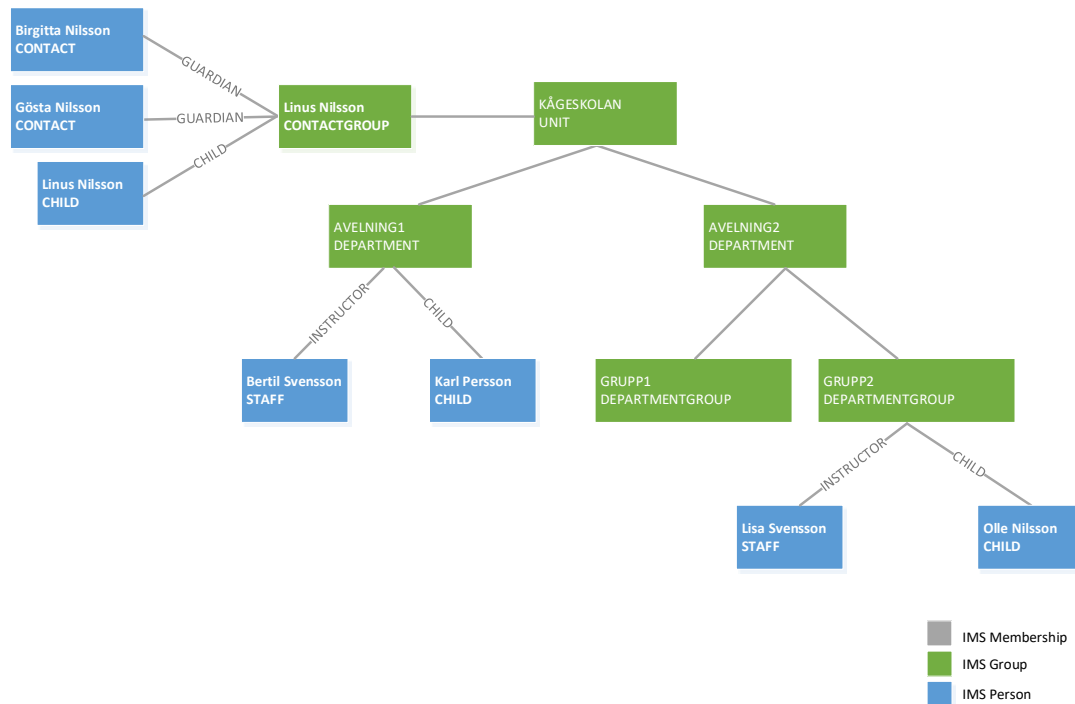 Birgitta Nilsson
CONTACT
GUARDIAN
Gösta Nilsson
CONTACT
GUARDIAN
Linus Nilsson
CHILD
CHILD
Linus Nilsson
CONTACTGROUP
KÅGESKOLAN
UNIT
AVELNING1
DEPARTMENT
AVELNING2
DEPARTMENT
INSTRUCTOR
CHILD
Bertil Svensson
STAFF
Karl Persson
CHILD
GRUPP1
DEPARTMENTGROUP
GRUPP2
DEPARTMENTGROUP
INSTRUCTOR
CHILD
Lisa Svensson
STAFF
Olle Nilsson
CHILD
IMS Membership
IMS Group
IMS Person